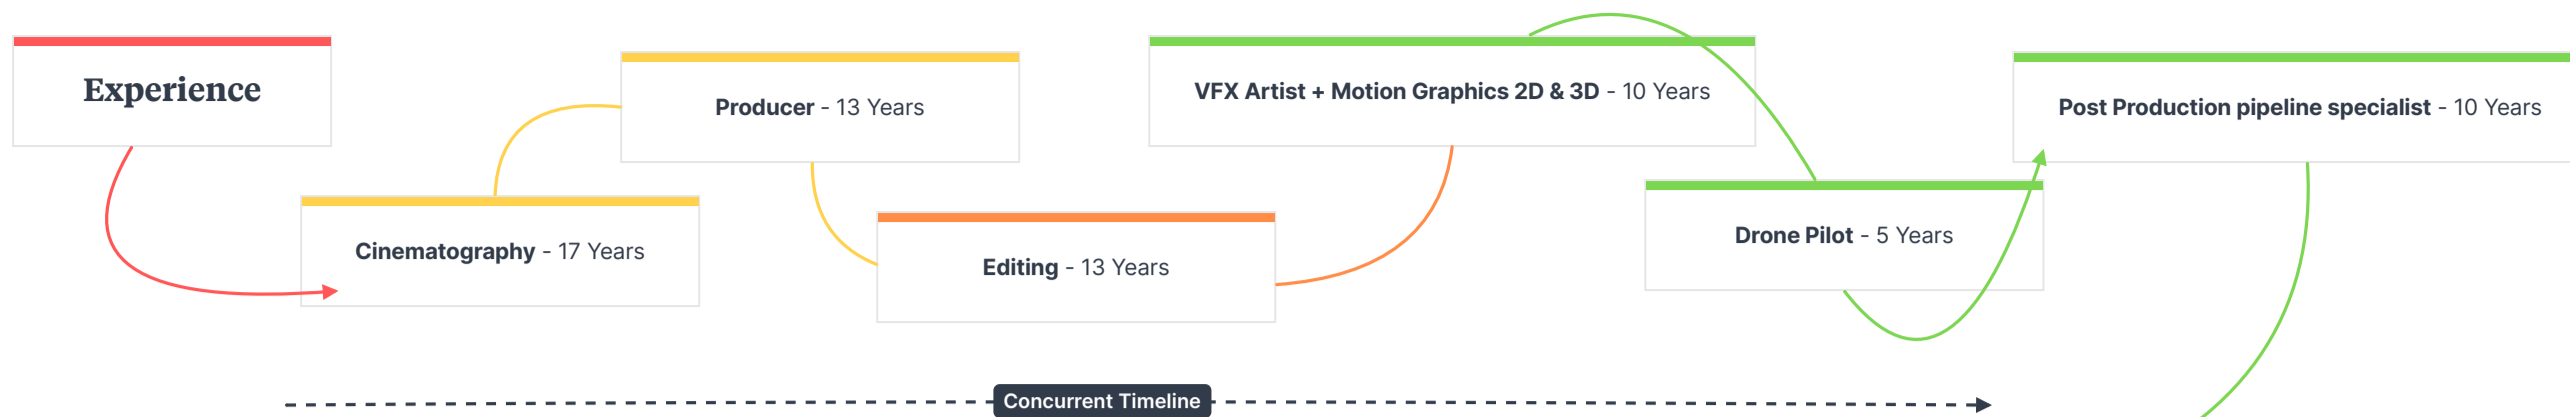 Experience
Cinematography - 17 Years
Producer - 13 Years
Editing - 13 Years
VFX Artist + Motion Graphics 2D & 3D - 10 Years
Drone Pilot - 5 Years
Post Production pipeline specialist - 10 Years
Concurrent Timeline